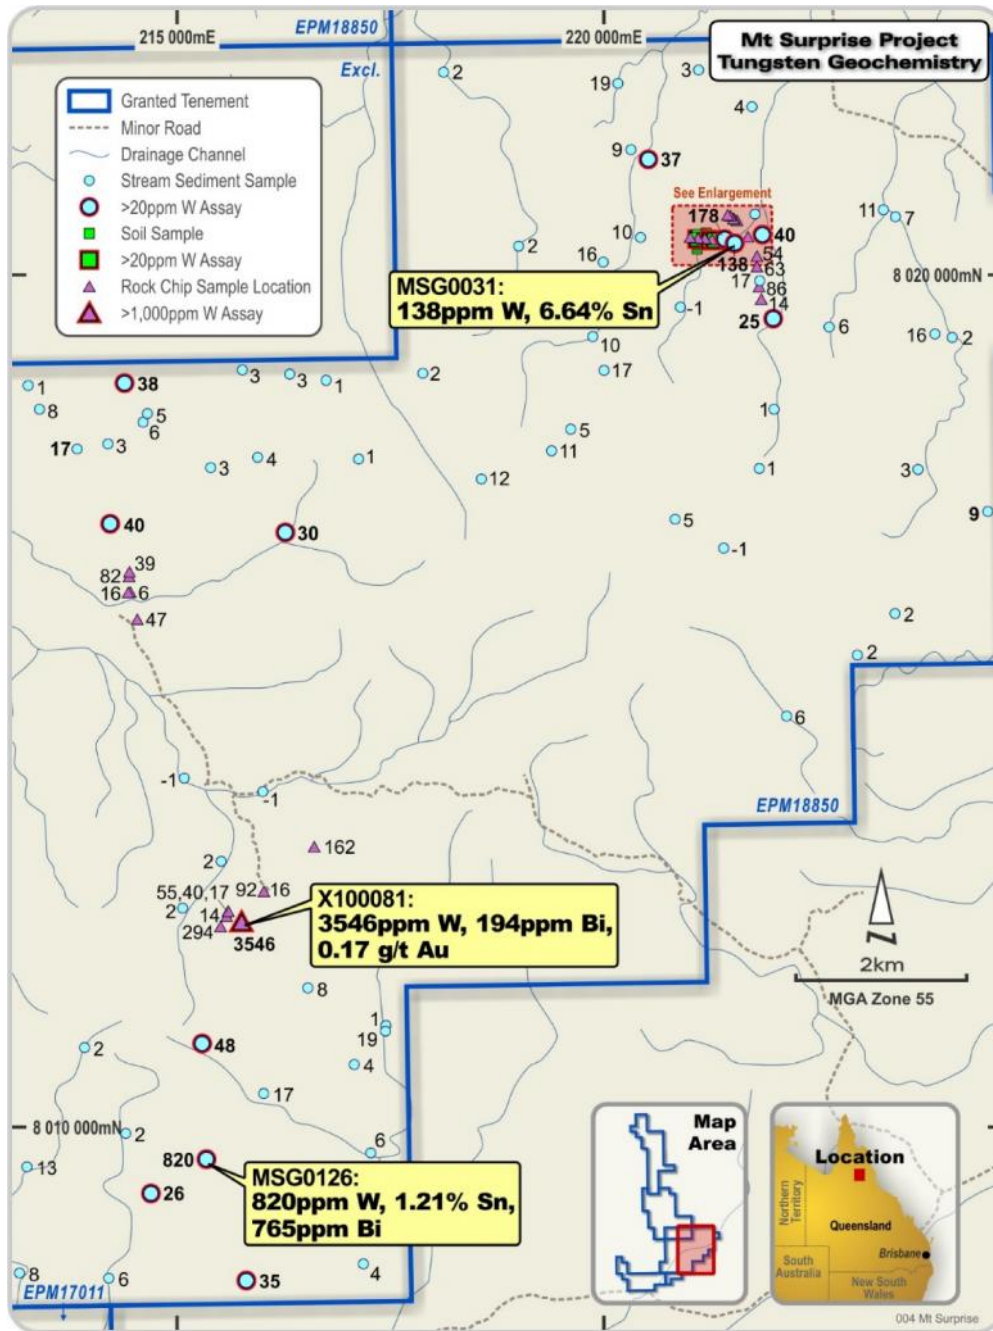 EPM18850
215 000mE
220 000mE
Mt Surprise Project
Tungsten Geochemistry
Excl.
Granted Tenement
Minor Road
Drainage Channel
Stream Sediment Sample
>20ppm W Assay
Soil Sample
>20ppm W Assay
Rock Chip Sample Location
>1,000ppm W Assay
2
19
3
4
9
37
See Enlargement
178
11
7
10
40
2
16
138
54
63
8 020 000mN
17
86
14
MSG0031:
138ppm W, 6.64% Sn
-1
25
6
16
2
10
17
1
38
3
3
1
2
8
5
6
1
17
3
3
4
1
5
11
12
1
3
40
30
5
9
-1
82
39
16
6
47
2
2
6
-1
-1
EPM18850
162
2
55,40,17
92
16
2
14
294
3546
X100081:
3546ppm W, 194ppm Bi,
0.17 g/t Au
N
2km
MGA Zone 55
8
1
19
48
2
4
17
8 010 000mN
2
6
13
820
26
MSG0126:
820ppm W, 1.21% Sn,
765ppm Bi
8
6
35
4
EPM17011
Map
Area
Location
Northern
Territory
Queensland
Brisbane
South
Australia
New South
Wales
004 Mt Surprise